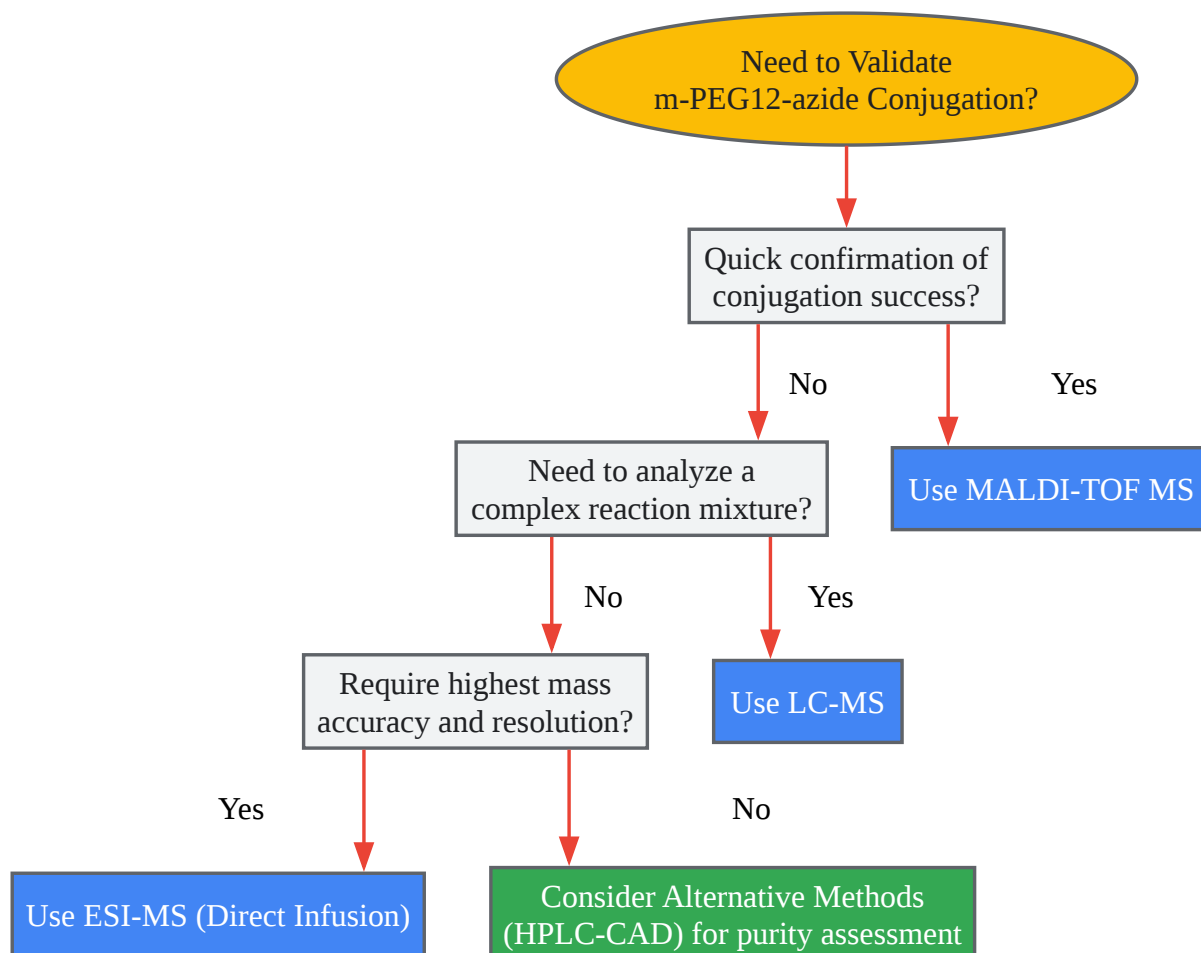 Need to Validate
m-PEG12-azide Conjugation?
Quick confirmation of
conjugation success?
No
Yes
Need to analyze a
complex reaction mixture?
Use MALDI-TOF MS
No
Yes
Require highest mass
accuracy and resolution?
Use LC-MS
Yes
No
Use ESI-MS (Direct Infusion)
Consider Alternative Methods
(HPLC-CAD) for purity assessment